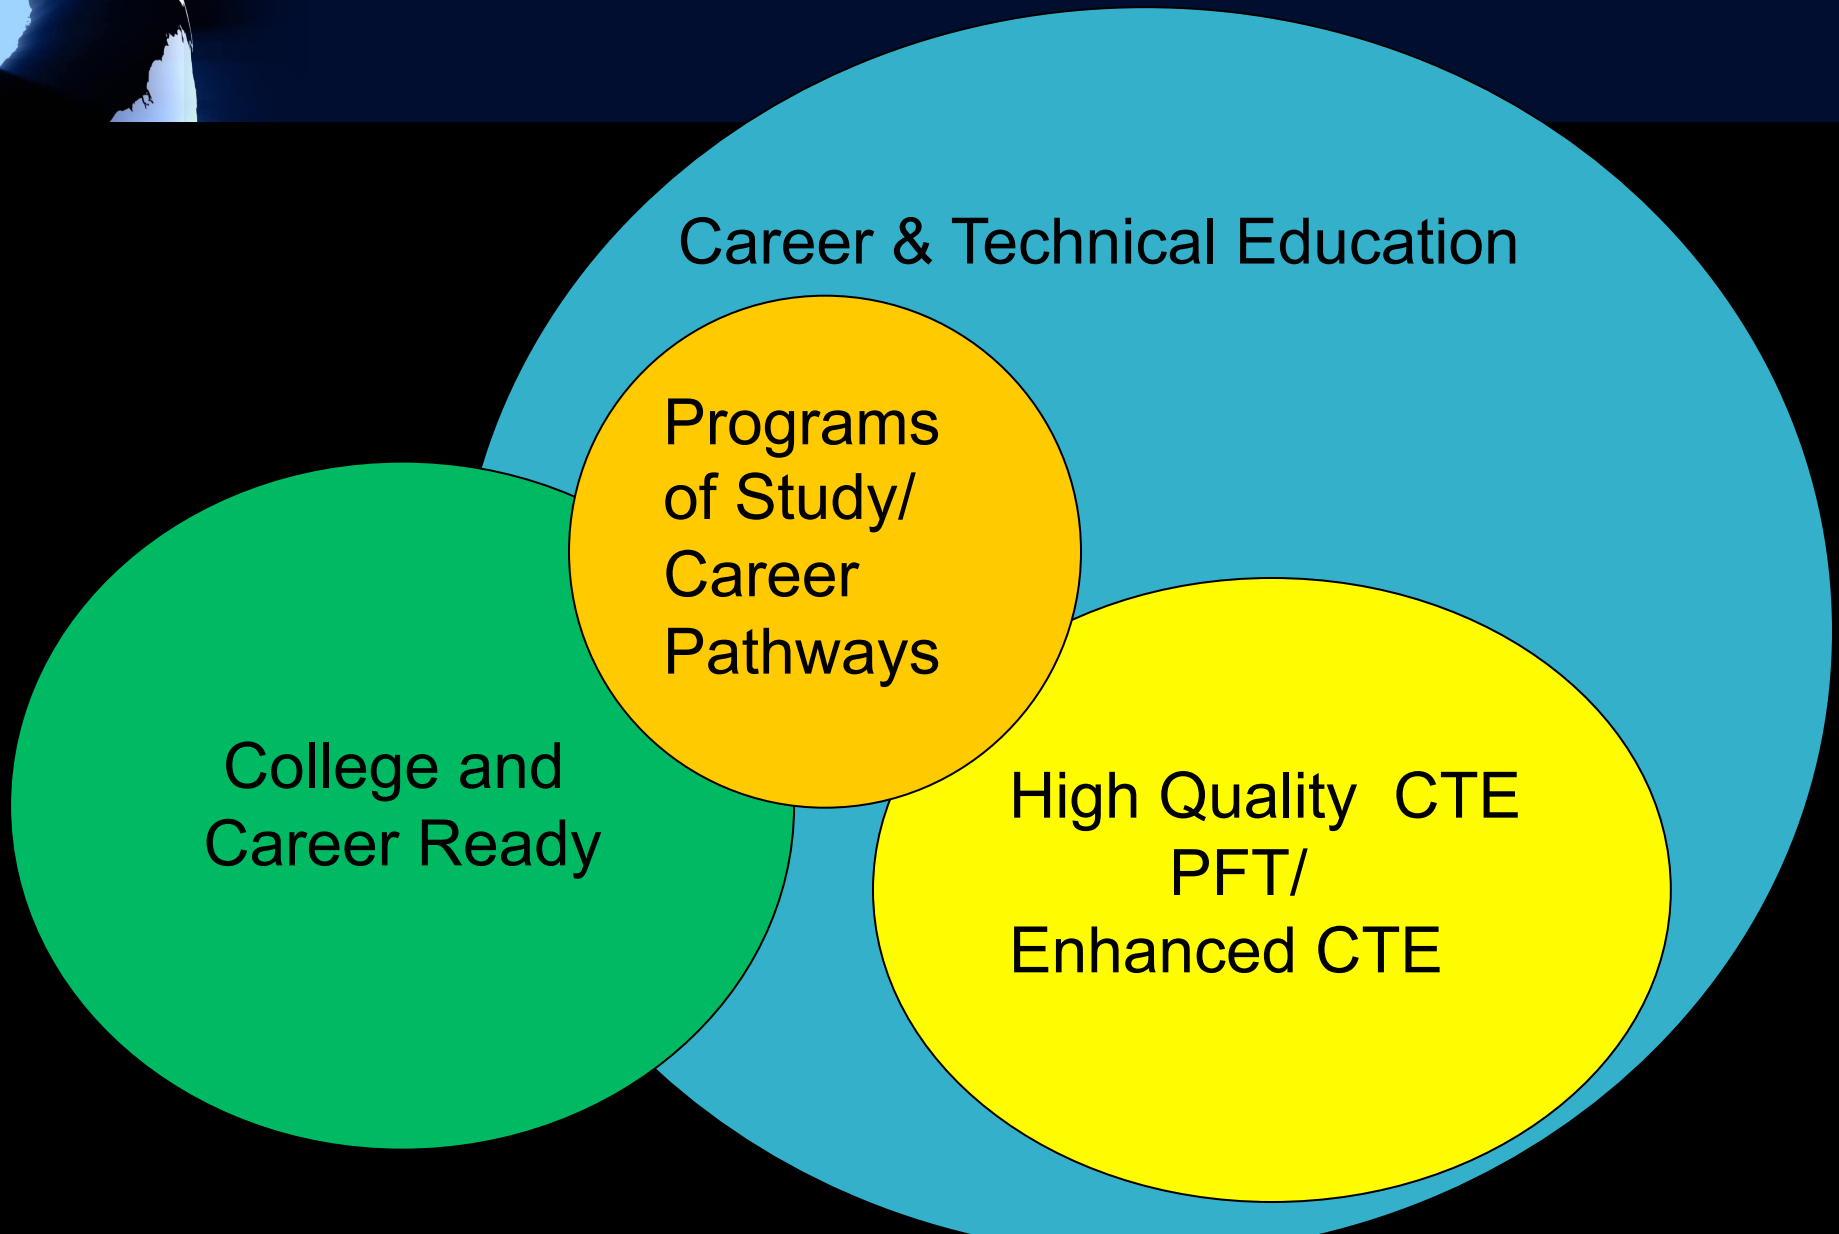 Career & Technical Education
Programs
of Study/
Career
Pathways
College and
Career Ready
High Quality  CTE
PFT/
Enhanced CTE